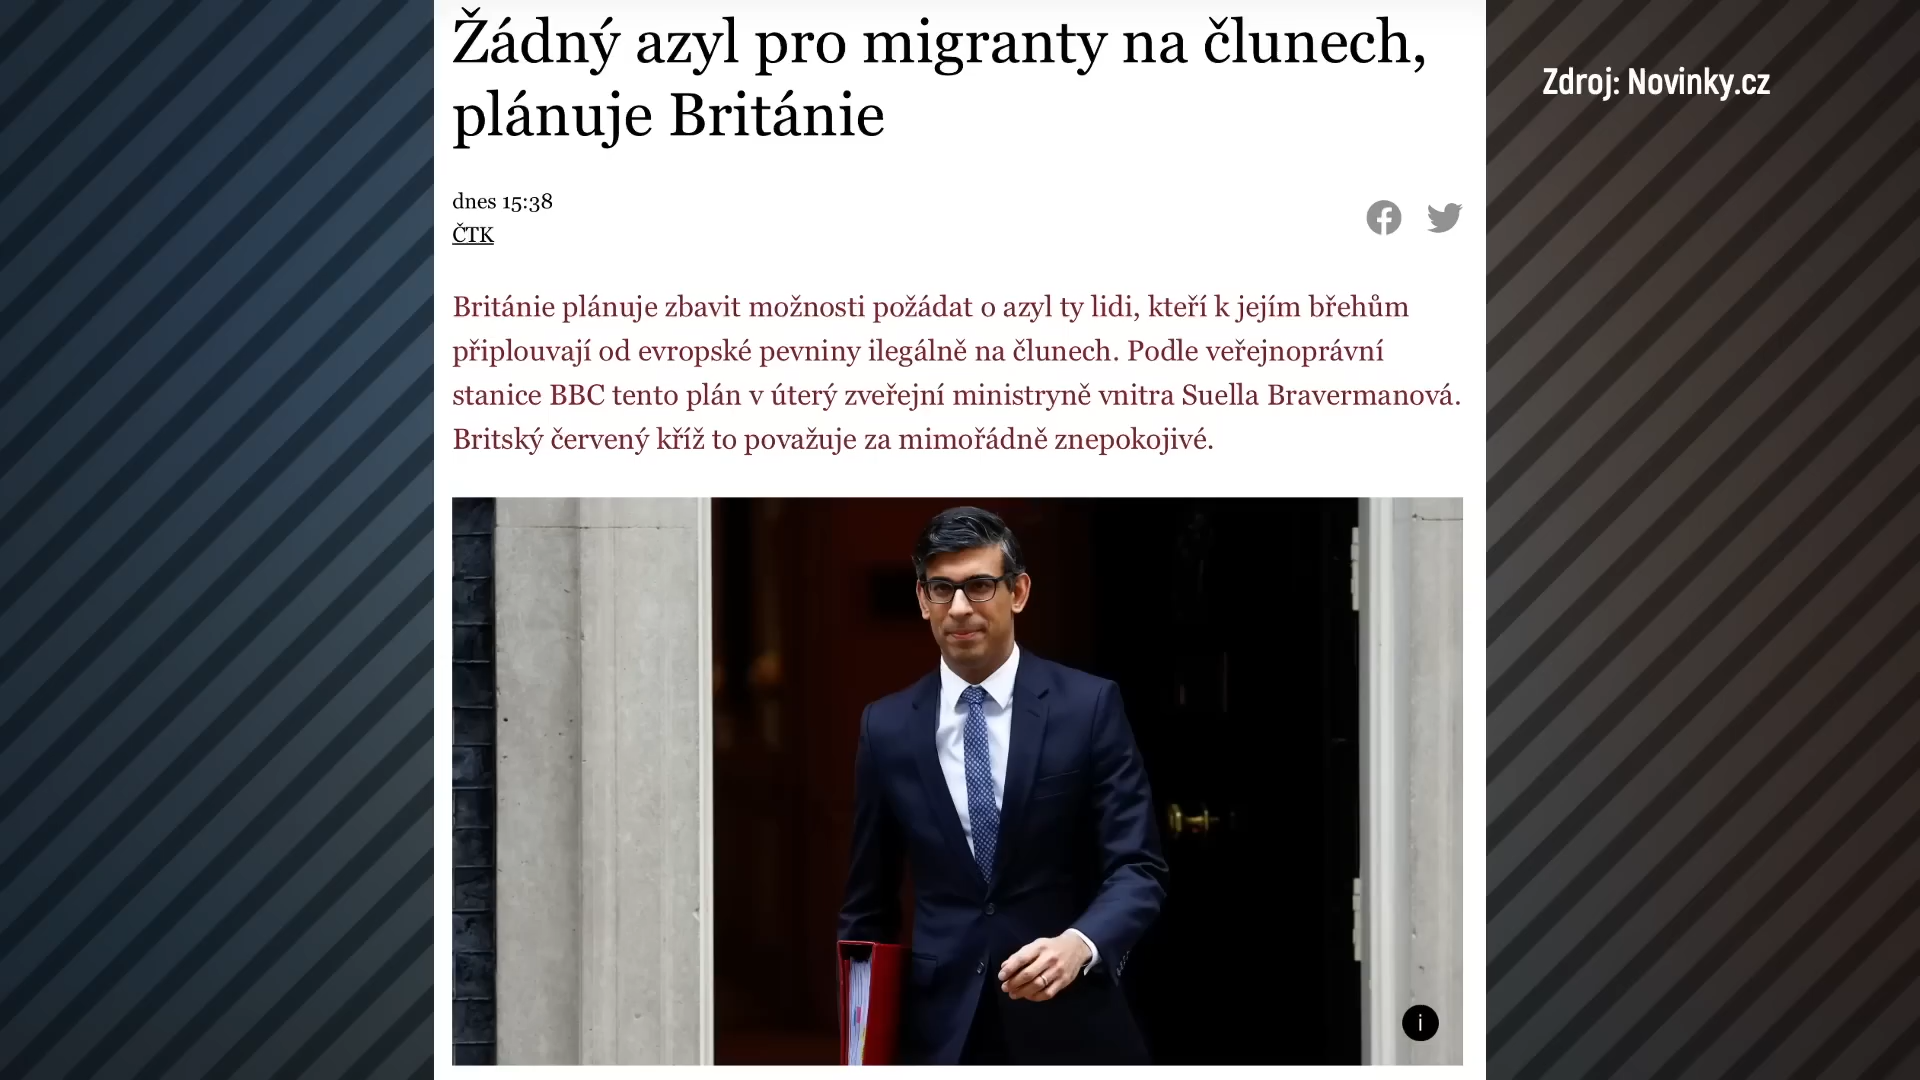 Žádný azyl pro migranty na člunech,
plánuje Británie
Zdroj: Novinky.cz
dnes 15:38
ČTK
Británie plánuje zbavit možnosti požádat o azyl ty lidi, kteří k jejím břehům
připlouvají od evropské pevniny ilegálně na člunech. Podle veřejnoprávní
stanice BBC tento plán v úterý zveřejní ministryně vnitra Suella Bravermanová.
Britský červený kříž to považuje za mimořádně znepokojivé.
i